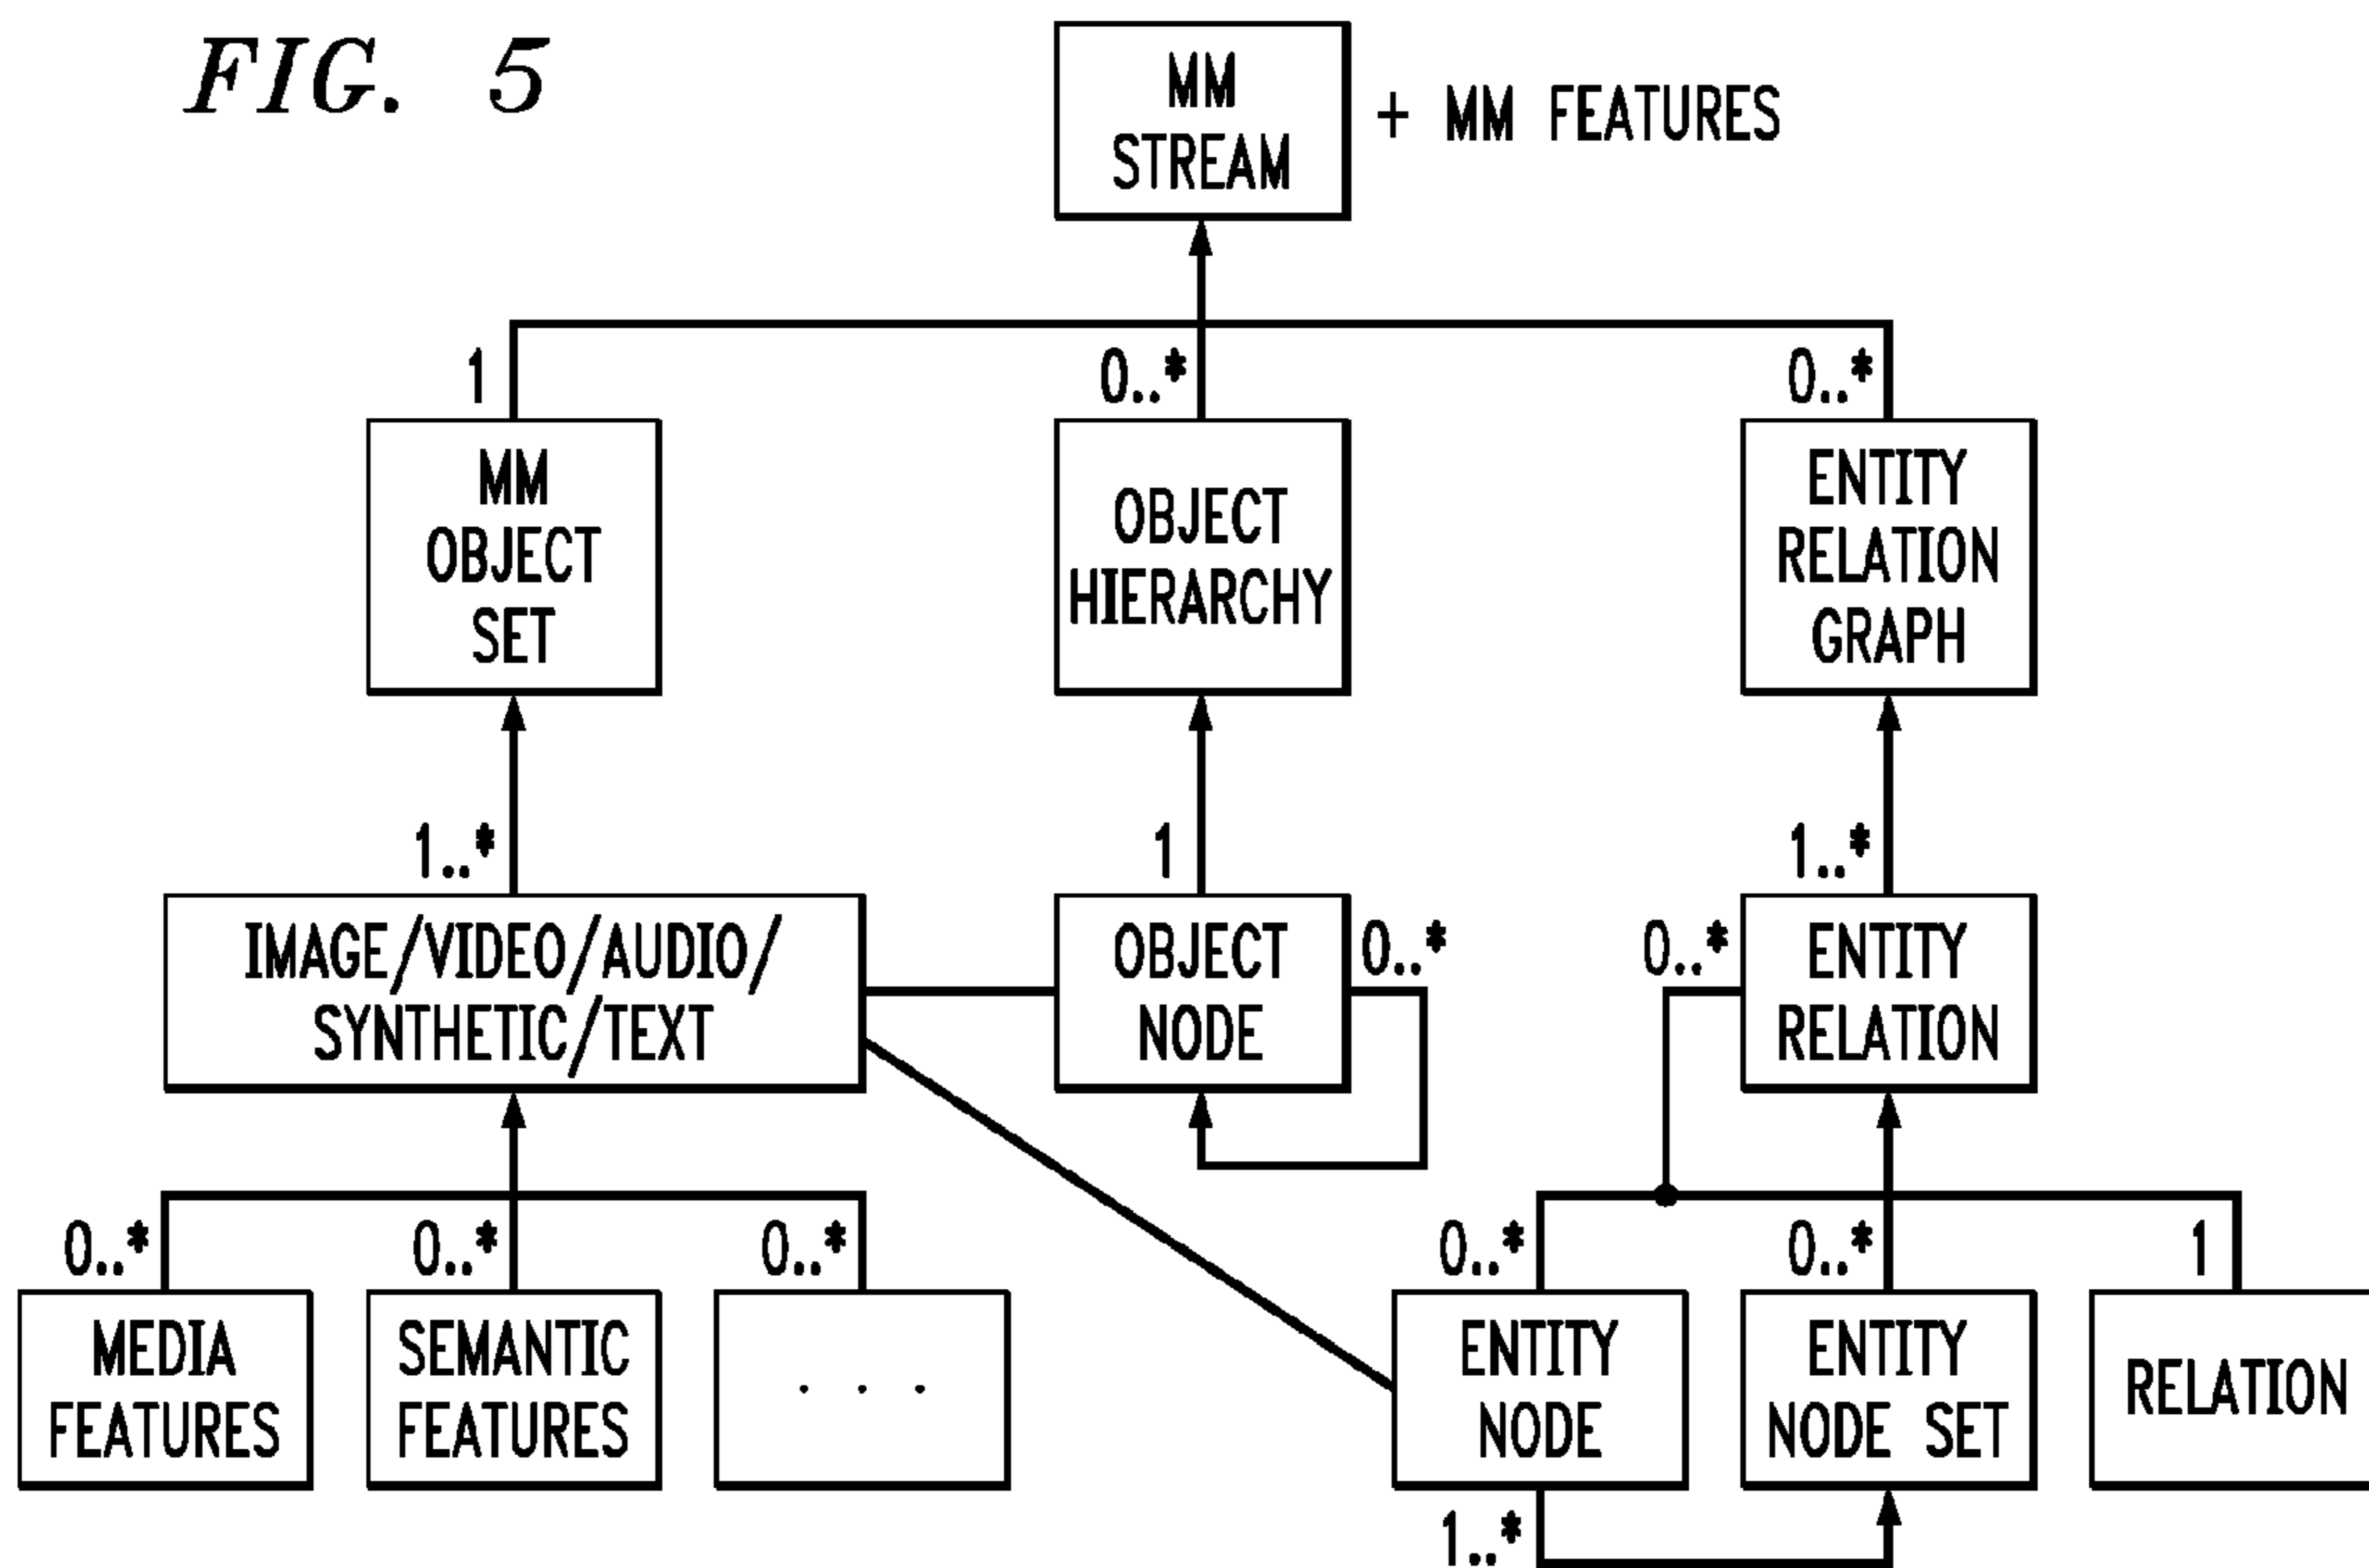 FIG. 5
MM
STREAM
+ MM FEATURES
1
0..*
0..*
MM
OBJECT
SET
OBJECT
HIERARCHY
ENTITY
RELATION
GRAPH
1..*
1
1..*
IMAGE/VIDEO/AUDIO/
SYNTHETIC/TEXT
OBJECT
NODE
0..*
0..*
ENTITY
RELATION
0..*
0..*
0..*
0..*
0..*
1
MEDIA
FEATURES
SEMANTIC
FEATURES
. . .
ENTITY
NODE
ENTITY
NODE SET
RELATION
1..*